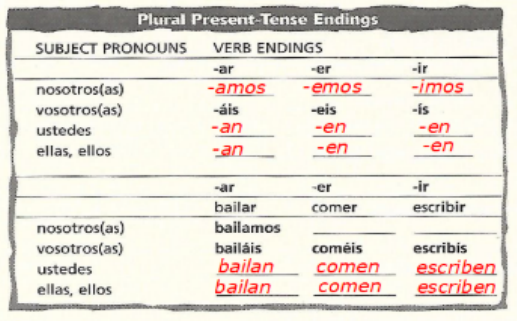 Plural Present-Tense Endings
SUBJECT PRONOUNS VERB ENDINGS
-ar -er -ir
nosotros(as) -amos -emos -imos
vosotros(as) -áis -eis -ís
ustedes -an -en -en
ellas, ellos -an -en -en
-ar -er -ir
bailar comer escribir
nosotros(as) bailamos
vosotros(as) bailáis coméis escribís
ustedes bailan comen escriben
ellas, ellos bailan comen escriben